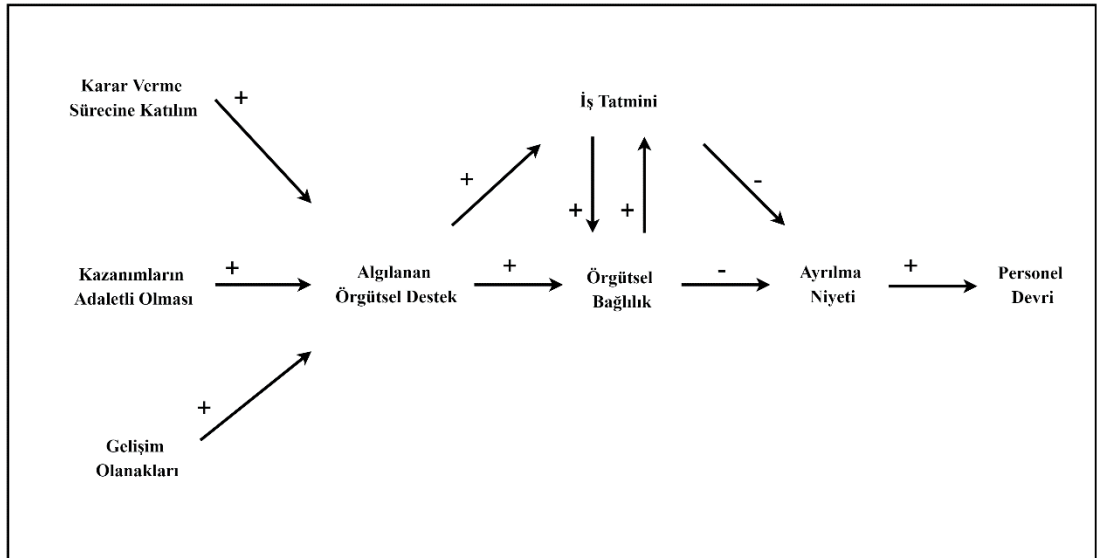 Karar Verme
Sürecine Katılım
+
İş Tatmini
+
-
+
+
Kazanımların
Adaletli Olması
+
Algılanan
Örgütsel Destek
+
Örgütsel
Bağlılık
-
Ayrılma
Niyeti
+
Personel
Devri
+
Gelişim
Olanakları